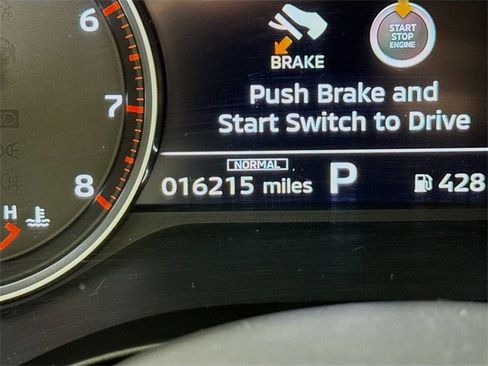 6
7
8
H
BRAKE
START
STOP
ENGINE
Push Brake and
Start Switch to Drive
NORMAL
016215 miles P 428